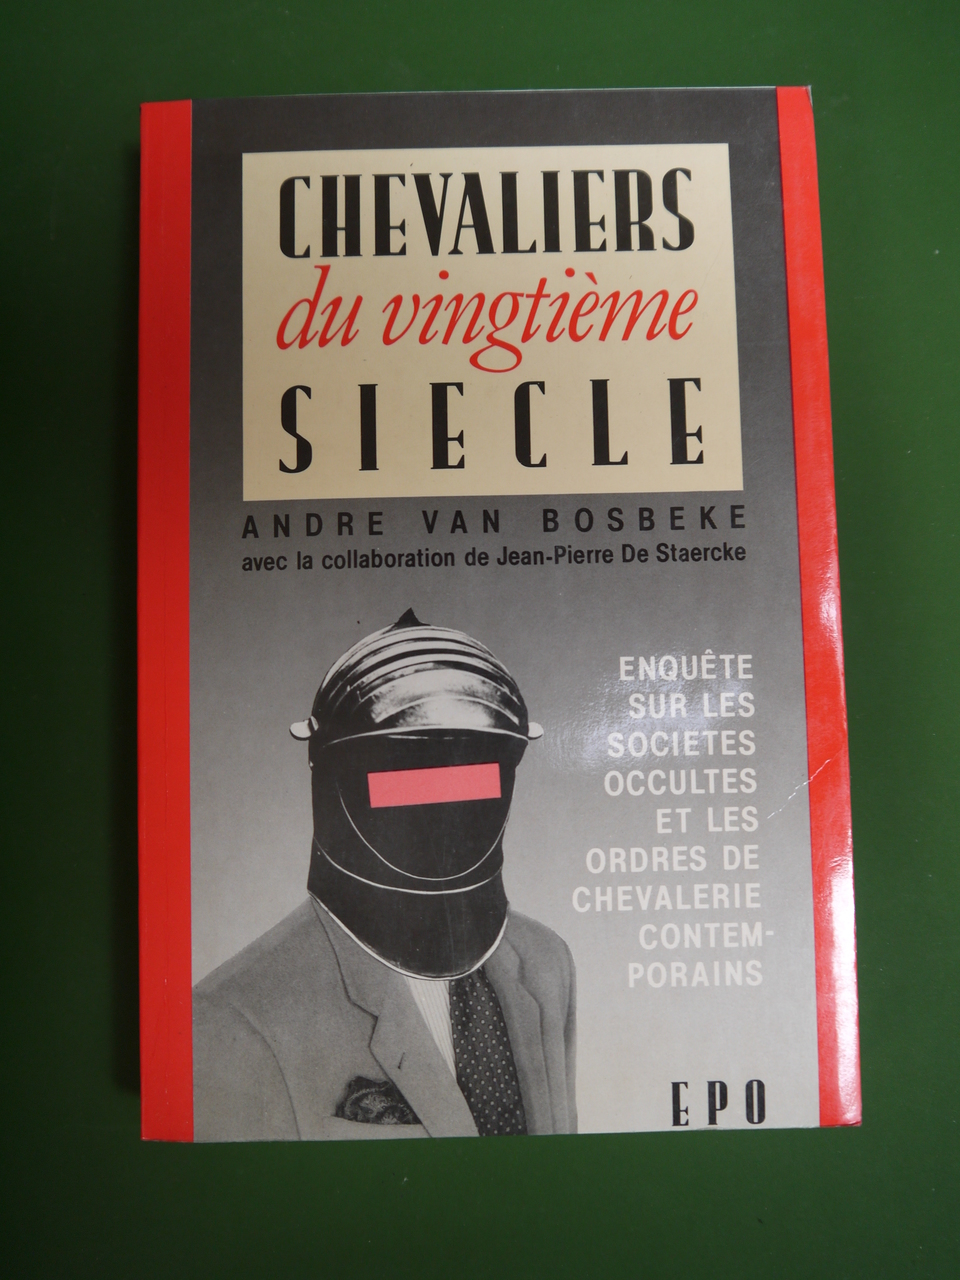 CHEVALIERS
du vingtième
SIECLE
ANDRE VAN BOSBEKE
avec la collaboration de Jean-Pierre De Staercke
ENQUÊTE
SUR LES
SOCIETES
OCCULTES
ET LES
ORDRES DE
CHEVALERIE
CONTEM-
PORAINS
EPO